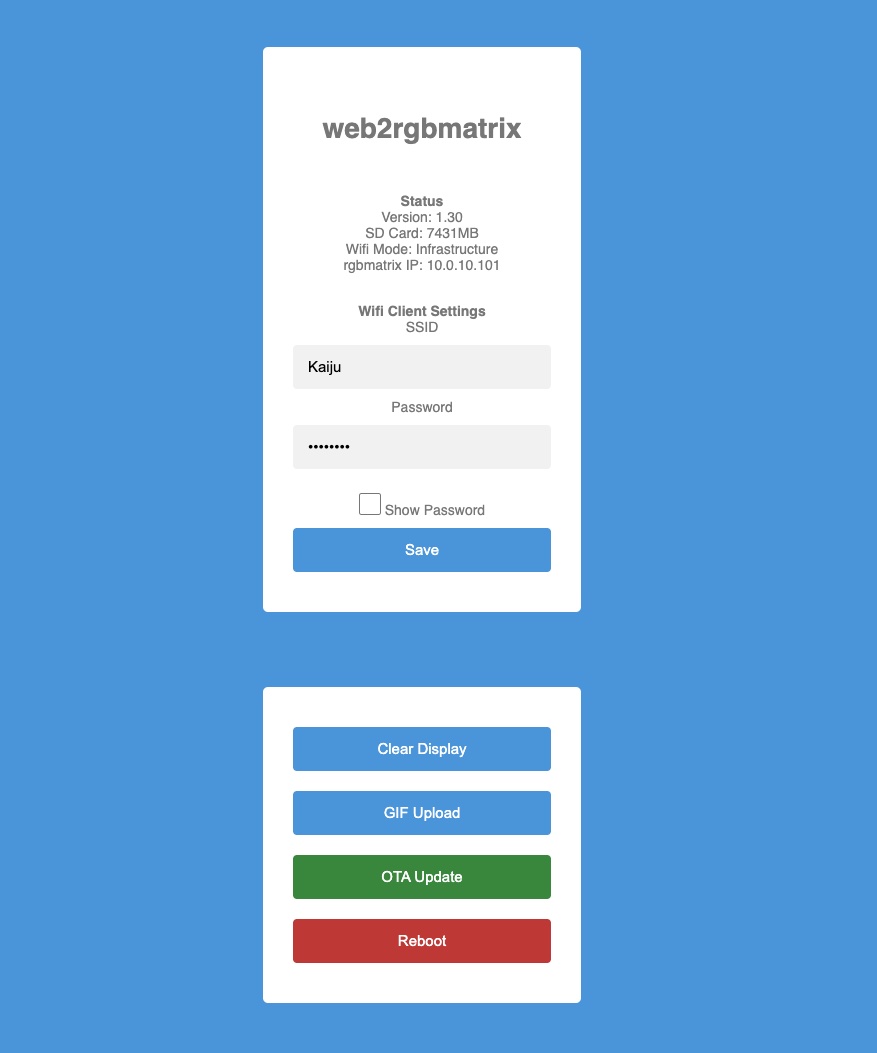 web2rgbmatrix
Status
Version: 1.30
SD Card: 7431MB
Wifi Mode: Infrastructure
rgbmatrix IP: 10.0.10.101
Wifi Client Settings
SSID
Kaiju
Password
••••••••
Show Password
Save
Clear Display
GIF Upload
OTA Update
Reboot